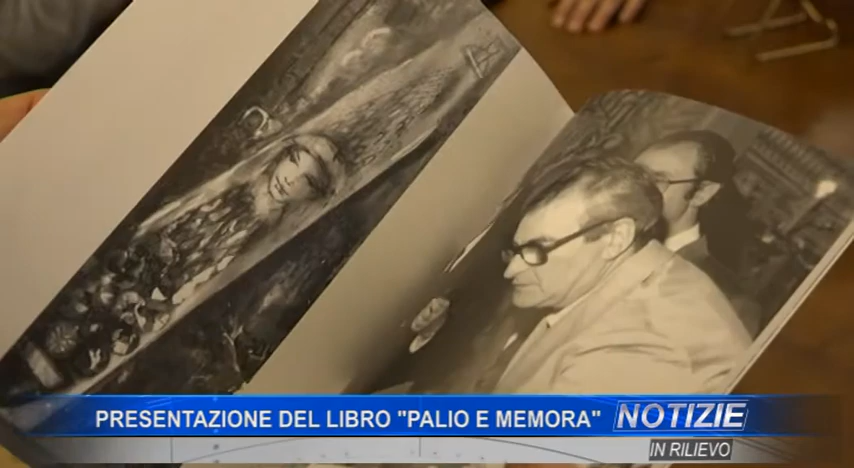 PRESENTAZIONE DEL LIBRO "PALIO E MEMORA" NOTIZIE
IN RILIEVO